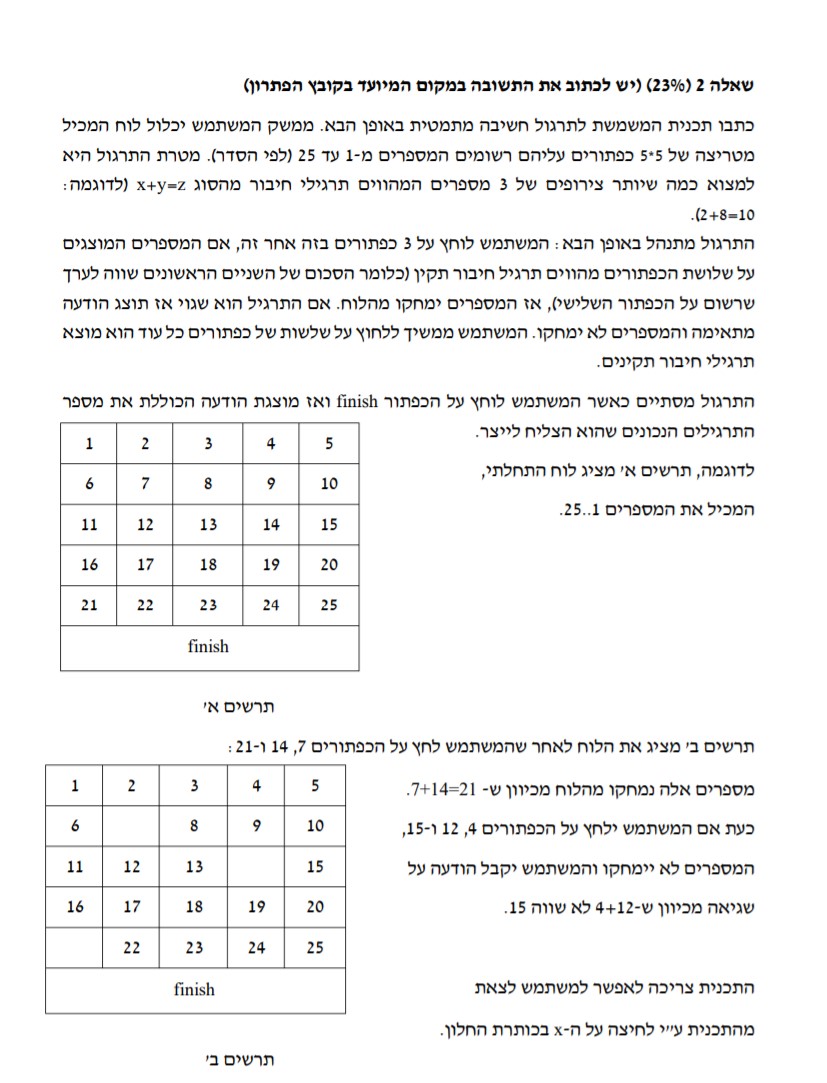 שאלה 2 (23%) (יש לכתוב את התשובה במקום המיועד בקובץ הפתרון)
כתבו תכנית המשמשת לתרגול חשיבה מתמטית באופן הבא. ממשק המשתמש יכלול לוח המכיל
מטריצה של 5*5 כפתורים עליהם רשומים המספרים מ-1 עד 25 (לפי הסדר). מטרת התרגול היא
למצוא כמה שיותר צירופים של 3 מספרים המהווים תרגילי חיבור מהסוג x+y=z (לדוגמה:
2+8=10).
התרגול מתנהל באופן הבא: המשתמש לוחץ על 3 כפתורים בזה אחר זה, אם המספרים המוצגים
על שלושת הכפתורים מהווים תרגיל חיבור תקין (כלומר הסכום של השניים הראשונים שווה לערך
שרשום על הכפתור השלישי), אז המספרים ימחקו מהלוח. אם התרגיל הוא שגוי אז תוצג הודעה
מתאימה והמספרים לא ימחקו. המשתמש ממשיך ללחוץ על שלשות של כפתורים כל עוד הוא מוצא
תרגילי חיבור תקינים.
התרגול מסתיים כאשר המשתמש לוחץ על הכפתור finish ואז מוצגת הודעה הכוללת את מספר
התרגילים הנכונים שהוא הצליח לייצר.
לדוגמה, תרשים א' מציג לוח התחלתי,
המכיל את המספרים 1..25.
1 2 3 4 5
6 7 8 9 10
11 12 13 14 15
16 17 18 19 20
21 22 23 24 25
finish
תרשים א'
תרשים ב' מציג את הלוח לאחר שהמשתמש לחץ על הכפתורים 7, 14 ו-21:
מספרים אלה נמחקו מהלוח מכיוון ש- 7+14=21.
כעת אם המשתמש ילחץ על הכפתורים 4, 12 ו-15,
המספרים לא יימחקו והמשתמש יקבל הודעה על
שגיאה מכיוון ש-4+12 לא שווה 15.
1 2 3 4 5
6 8 9 10
11 12 13 15
16 17 18 19 20
22 23 24 25
finish
התכנית צריכה לאפשר למשתמש לצאת
מהתכנית ע״י לחיצה על ה-x בכותרת החלון.
תרשים ב'